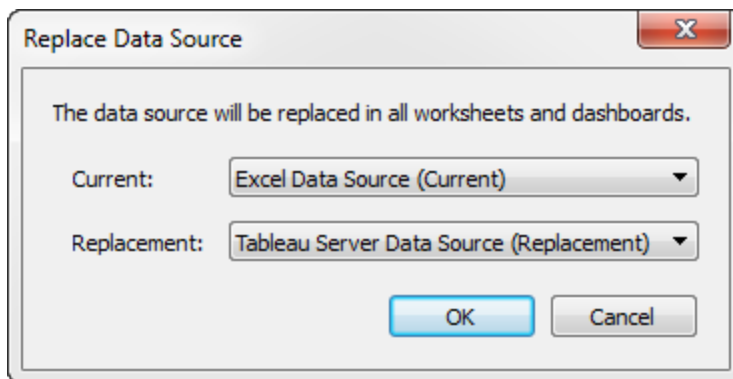 Replace Data Source
The data source will be replaced in all worksheets and dashboards.
Current: Excel Data Source (Current)
Replacement: Tableau Server Data Source (Replacement)
OK Cancel